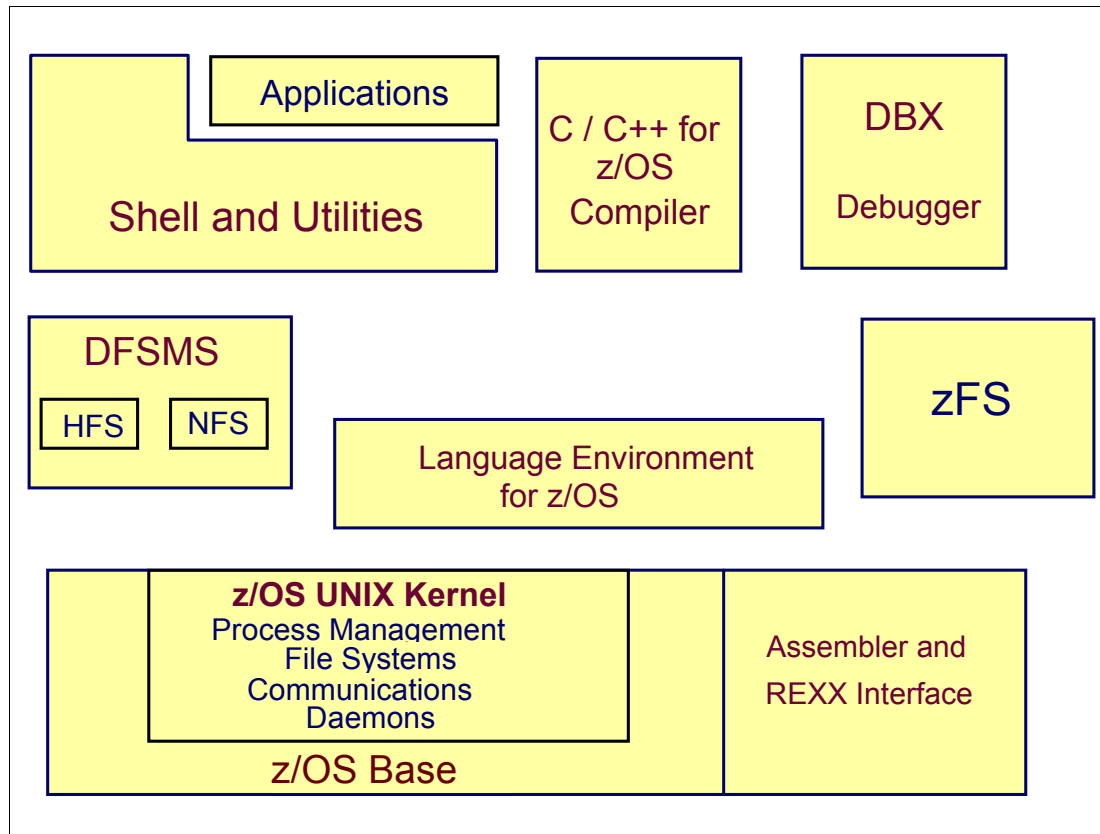 Applications
Shell and Utilities
C / C++ for
z/OS
Compiler
DBX
Debugger
DFSMS
HFS
NFS
zFS
Language Environment
for z/OS
z/OS UNIX Kernel
Process Management
File Systems
Communications
Daemons
z/OS Base
Assembler and
REXX Interface